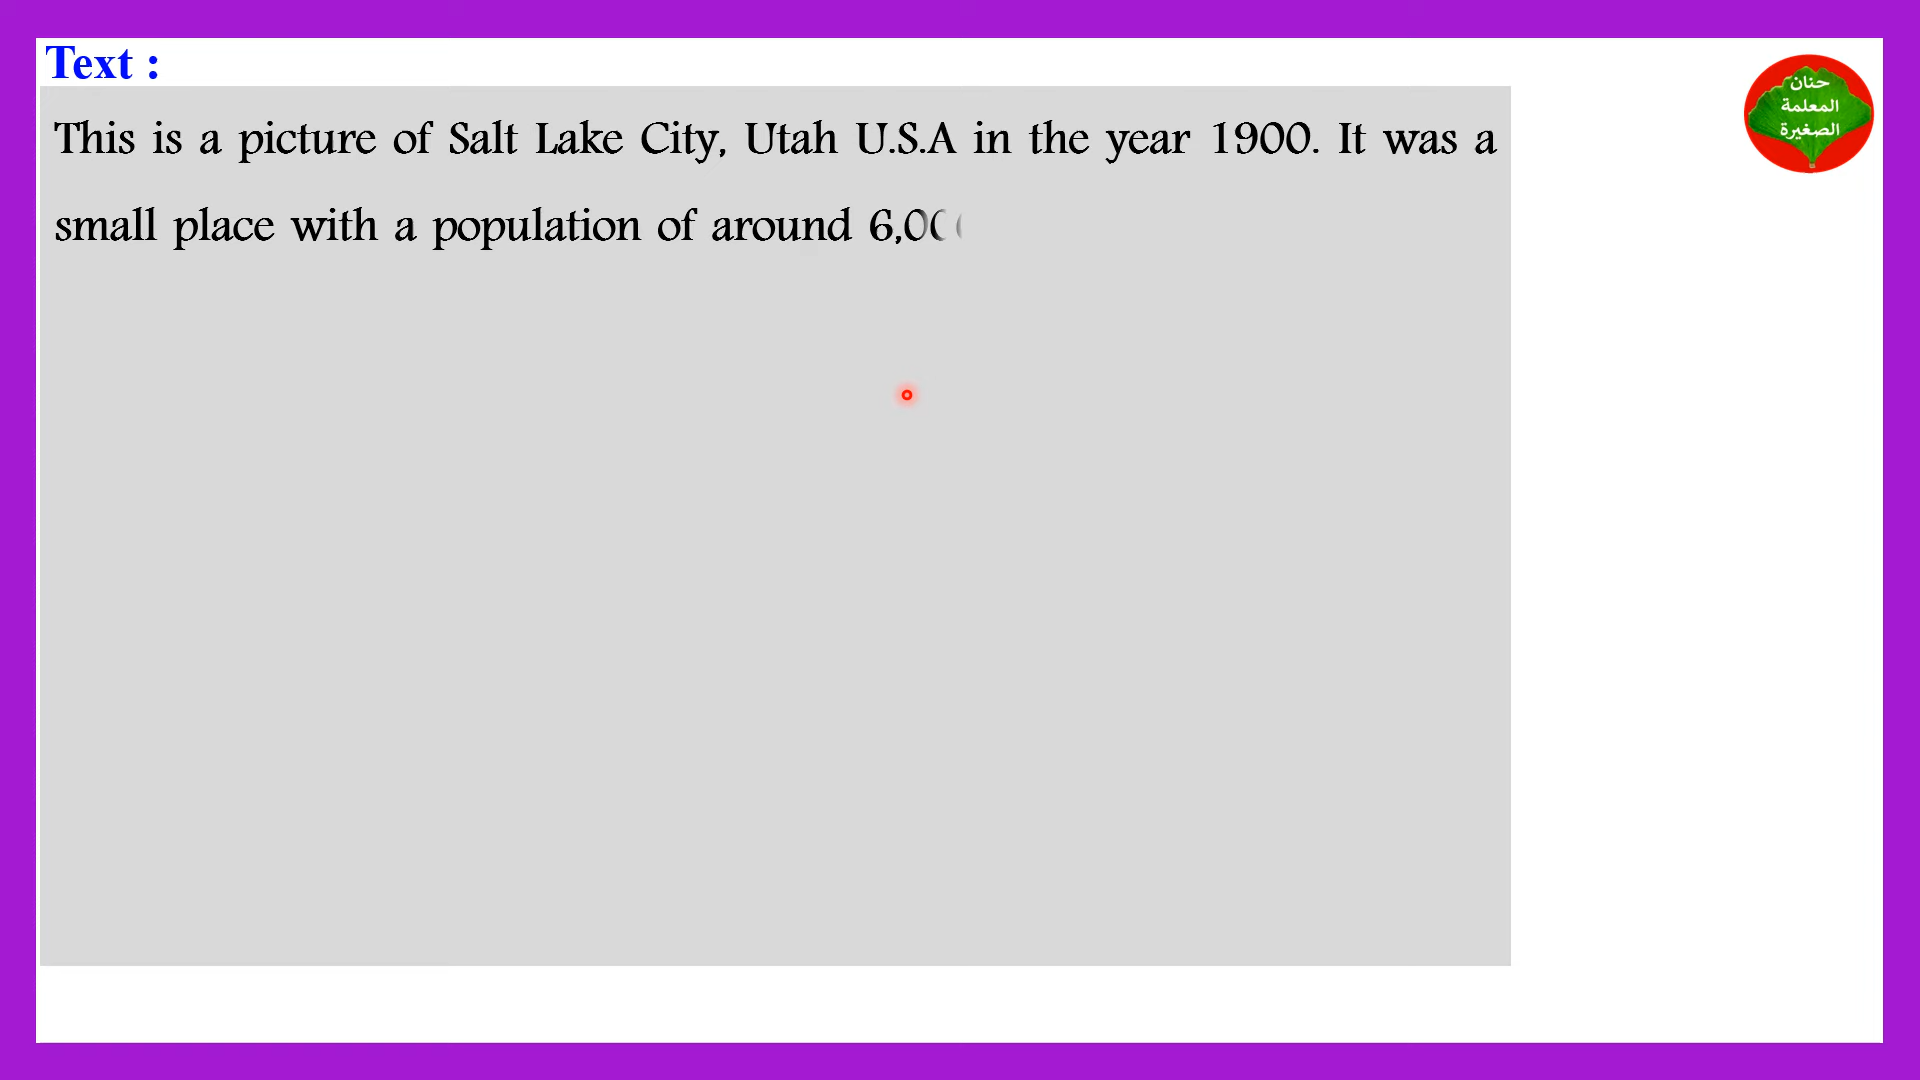 Text :
This is a picture of Salt Lake City, Utah U.S.A in the year 1900. It was a
small place with a population of around
حنان
المعلمة
الصغيرة